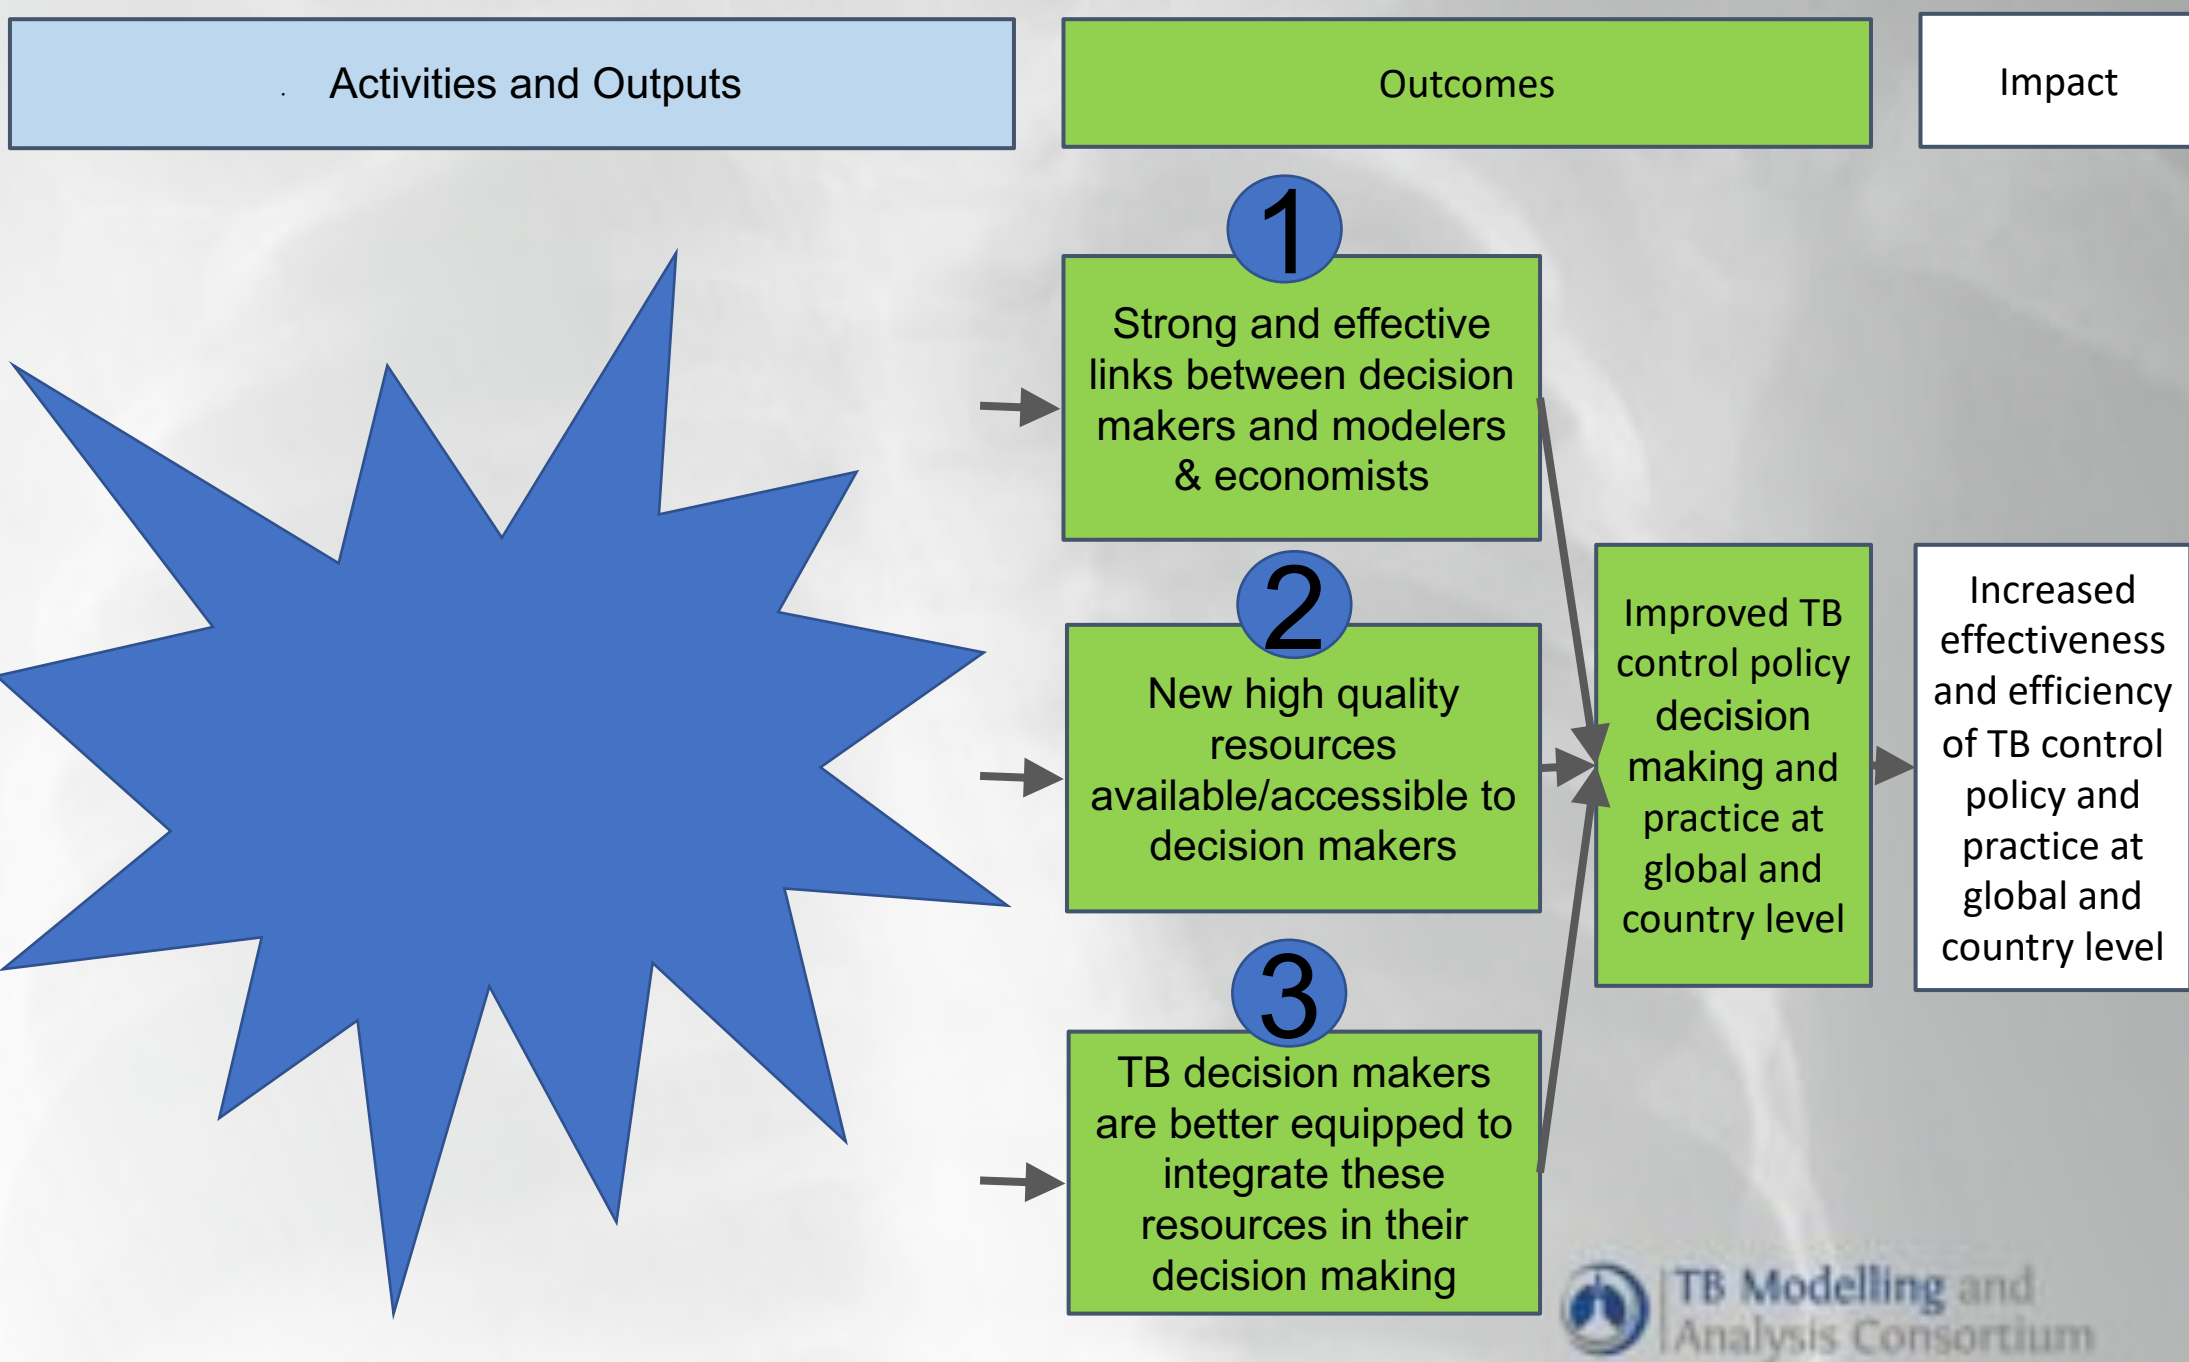 . Activities and Outputs
Outcomes
Impact
1
Strong and effective
links between decision
makers and modelers
& economists
2
New high quality
resources
available/accessible to
decision makers
3
TB decision makers
are better equipped to
integrate these
resources in their
decision making
Improved TB
control policy
decision
making and
practice at
global and
country level
Increased
effectiveness
and efficiency
of TB control
policy and
practice at
global and
country level
TB Modelling and
Analysis Consortium